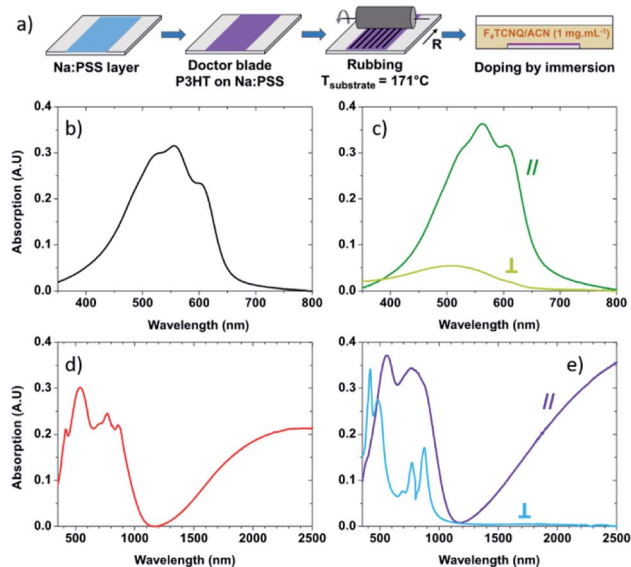 a)
F₄TCNQ/ACN (1 mg.mL⁻¹)
R
Na:PSS layer
Doctor blade
P3HT on Na:PSS
Rubbing
T substrate = 171°C
Doping by immersion
b)
0.4
0.3
0.2
0.1
0.0
Absorption (A.U)
400 500 600 700 800
Wavelength (nm)
c)
//
⊥
0.4
0.3
0.2
0.1
0.0
400 500 600 700 800
Wavelength (nm)
d)
0.4
0.3
0.2
0.1
0.0
Absorption (A.U)
500 1000 1500 2000 2500
Wavelength (nm)
e)
//
⊥
0.4
0.3
0.2
0.1
0.0
500 1000 1500 2000 2500
Wavelength (nm)